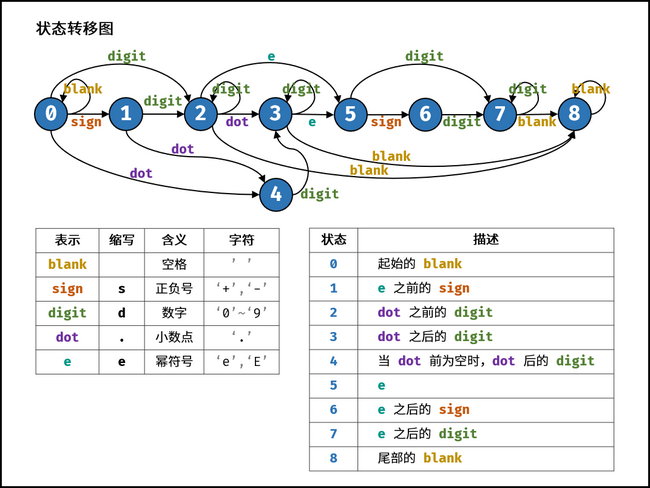 状态转移图
digit e digit
blank digit digit digit blank
0 1 2 3 5 6 7 8
digit
sign dot e sign digit blank
dot blank
dot blank
4 digit
表示 缩写 含义 字符
blank 空格 ' '
sign s 正负号 ‘+’,‘-’
digit d 数字 ‘0’~‘9’
dot . 小数点 ‘.’
e e 幂符号 ‘e’,‘E’
状态 描述
0 起始的 blank
1 e 之前的 sign
2 dot 之前的 digit
3 dot 之后的 digit
4 当 dot 前为空时，dot 后的 digit
5 e
6 e 之后的 sign
7 e 之后的 digit
8 尾部的 blank